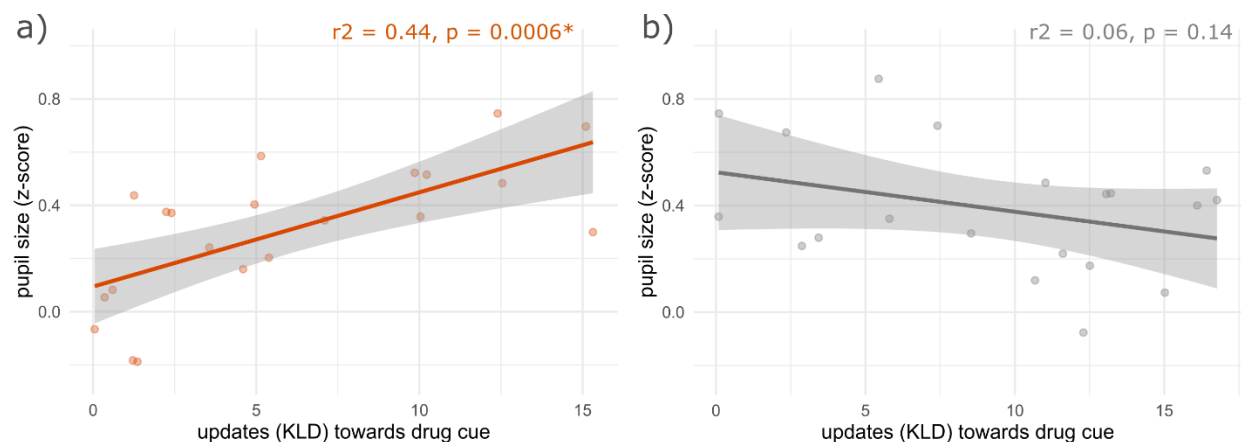 a)
r2 = 0.44, p = 0.0006*
pupil size (z-score)
0.8
0.4
0.0
0
5
10
15
updates (KLD) towards drug cue
b)
r2 = 0.06, p = 0.14
pupil size (z-score)
0.8
0.4
0.0
0
5
10
15
updates (KLD) towards drug cue